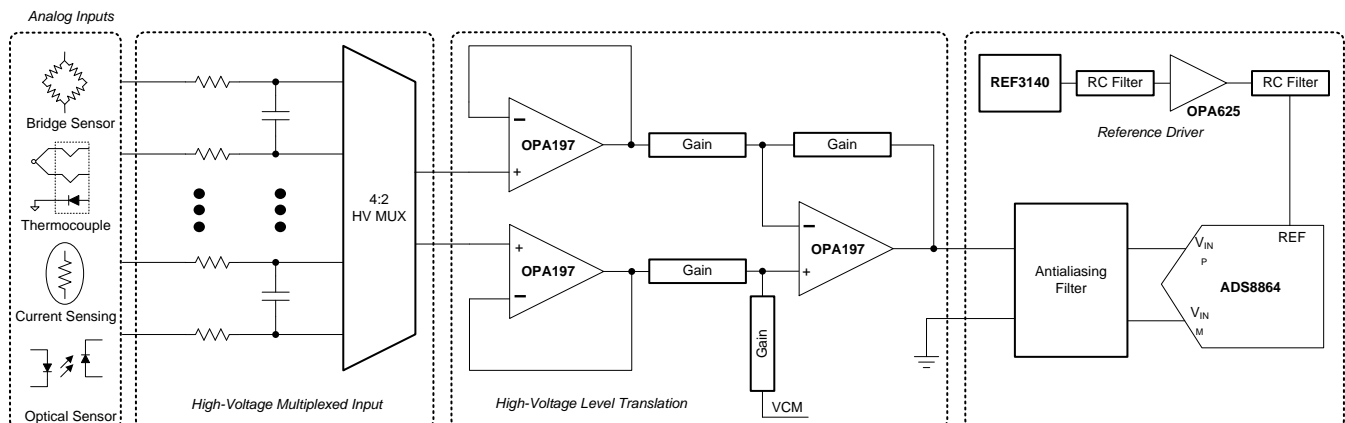 Analog Inputs
Bridge Sensor
Thermocouple
Current Sensing
Optical Sensor
4:2
HV MUX
High-Voltage Multiplexed Input
OPA197
+
OPA197
+
Gain
Gain
Gain
Gain
VCM
OPA197
+
High-Voltage Level Translation
REF3140
RC Filter
OPA625
RC Filter
Reference Driver
Antialiasing
Filter
REF
VIN
P
ADS8864
VIN
M